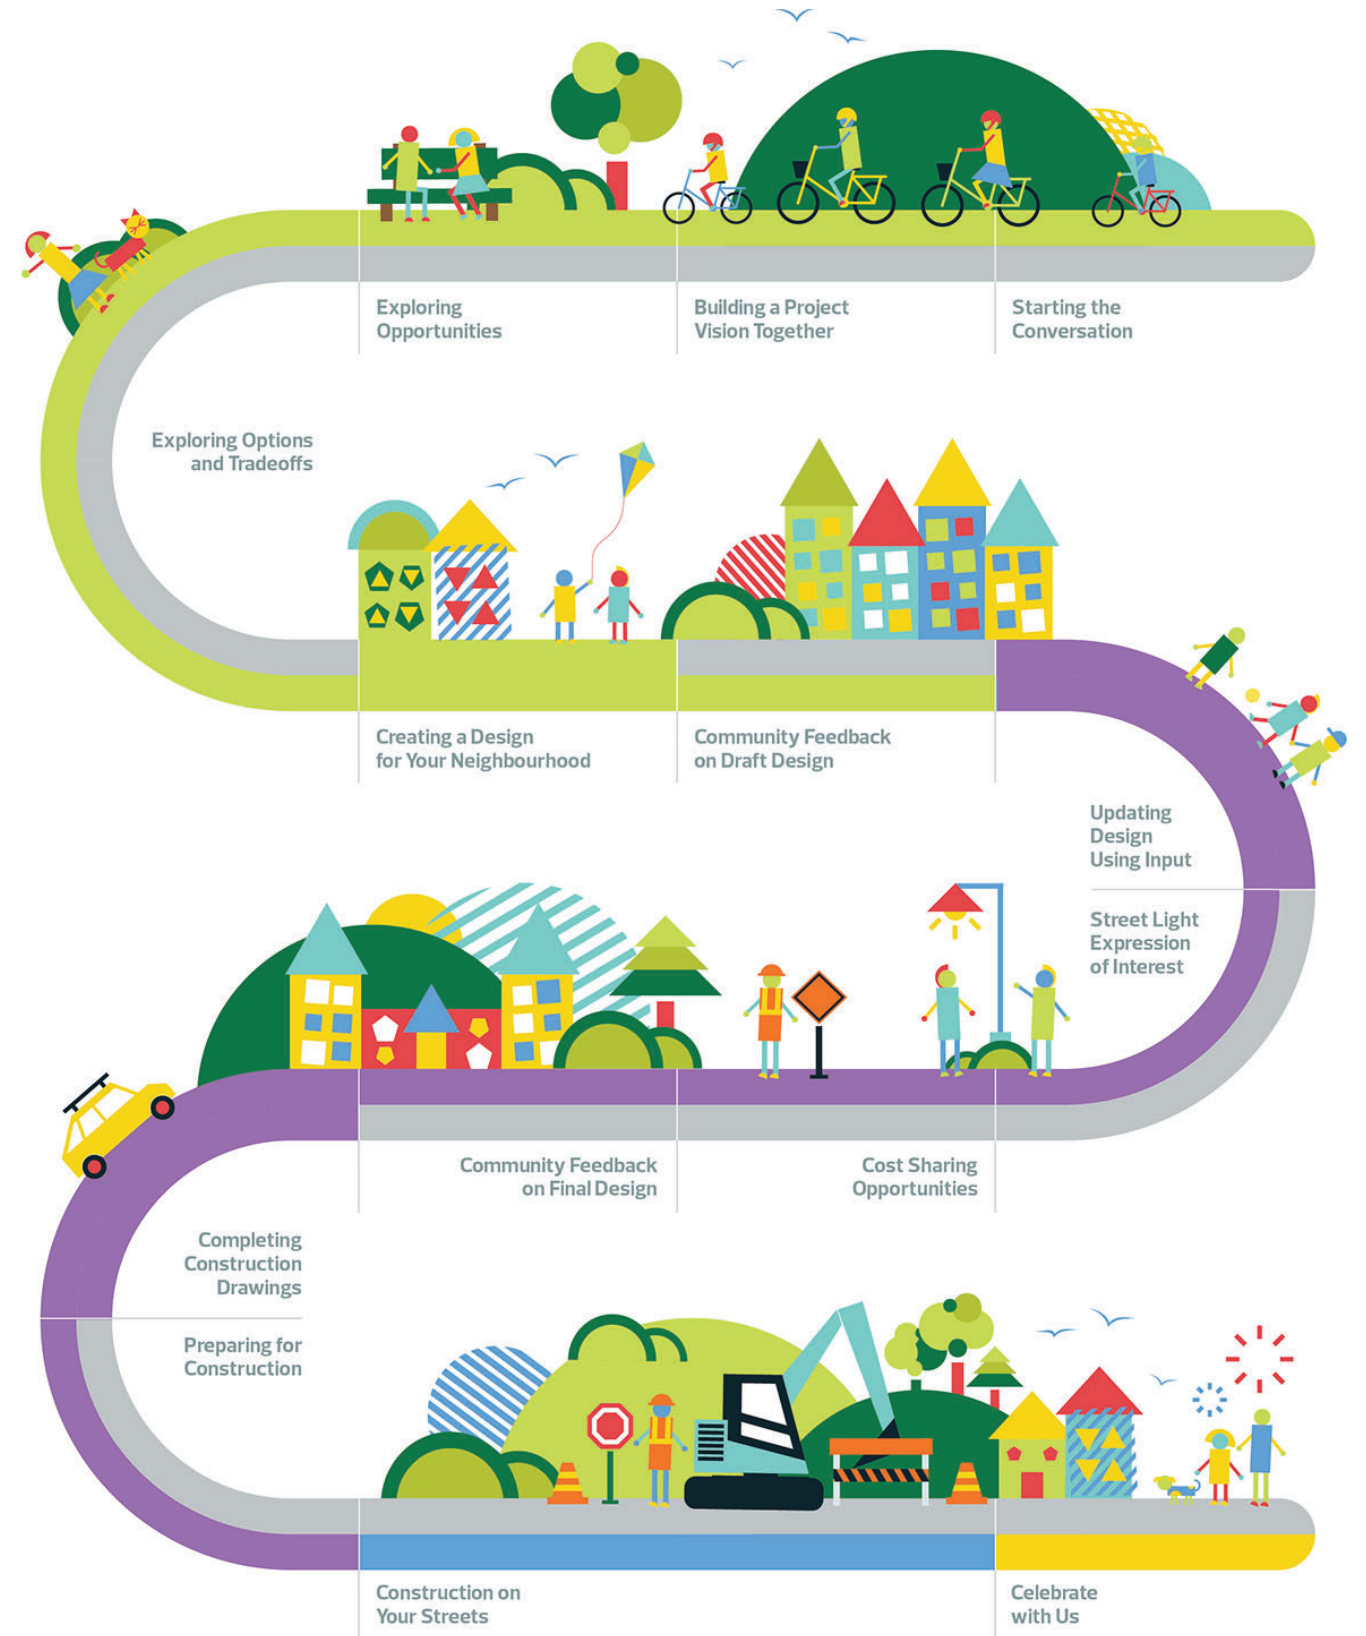 Exploring
Opportunities
Building a Project
Vision Together
Starting the
Conversation
Exploring Options
and Tradeoffs
Creating a Design
for Your Neighbourhood
Community Feedback
on Draft Design
Updating
Design
Using Input
Street Light
Expression
of Interest
Community Feedback
on Final Design
Cost Sharing
Opportunities
Completing
Construction
Drawings
Preparing for
Construction
Construction on
Your Streets
Celebrate
with Us